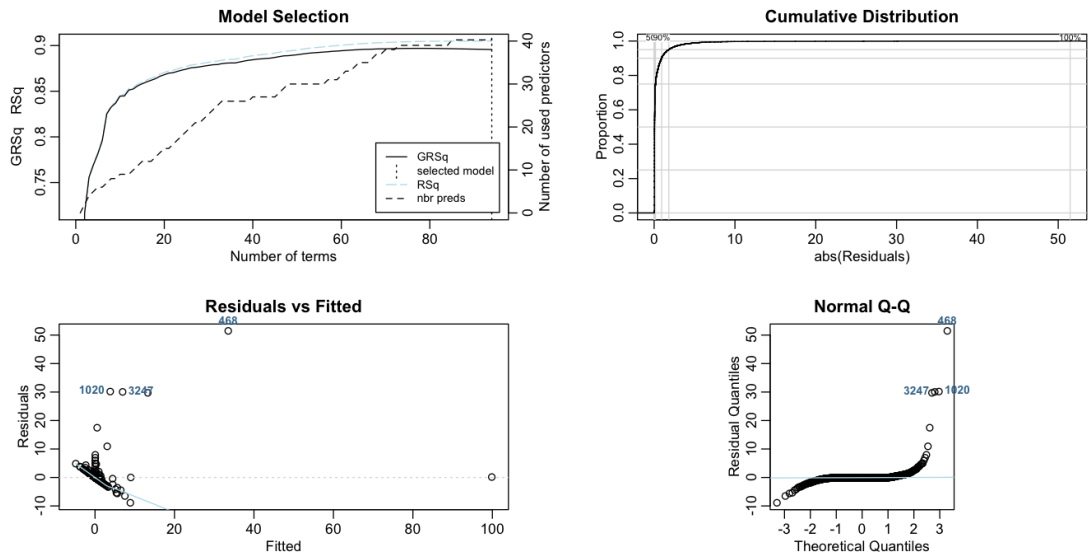 Model Selection
GRSq RSq
0.75 0.8 0.85 0.9
0 10 20 30 40
Number of used predictors
GRSq
selected model
RSq
nbr preds
0 20 40 60 80
Number of terms
Cumulative Distribution
Proportion
0.0 0.2 0.4 0.6 0.8 1.0
100%
0 10 20 30 40 50
abs(Residuals)
Residuals vs Fitted
Residuals
-10 0 10 20 30 40 50
468
1020 3247
0 20 40 60 80 100
Fitted
Normal Q-Q
Residual Quantiles
-10 0 10 20 30 40 50
468
3247 1020
-3 -2 -1 0 1 2 3
Theoretical Quantiles